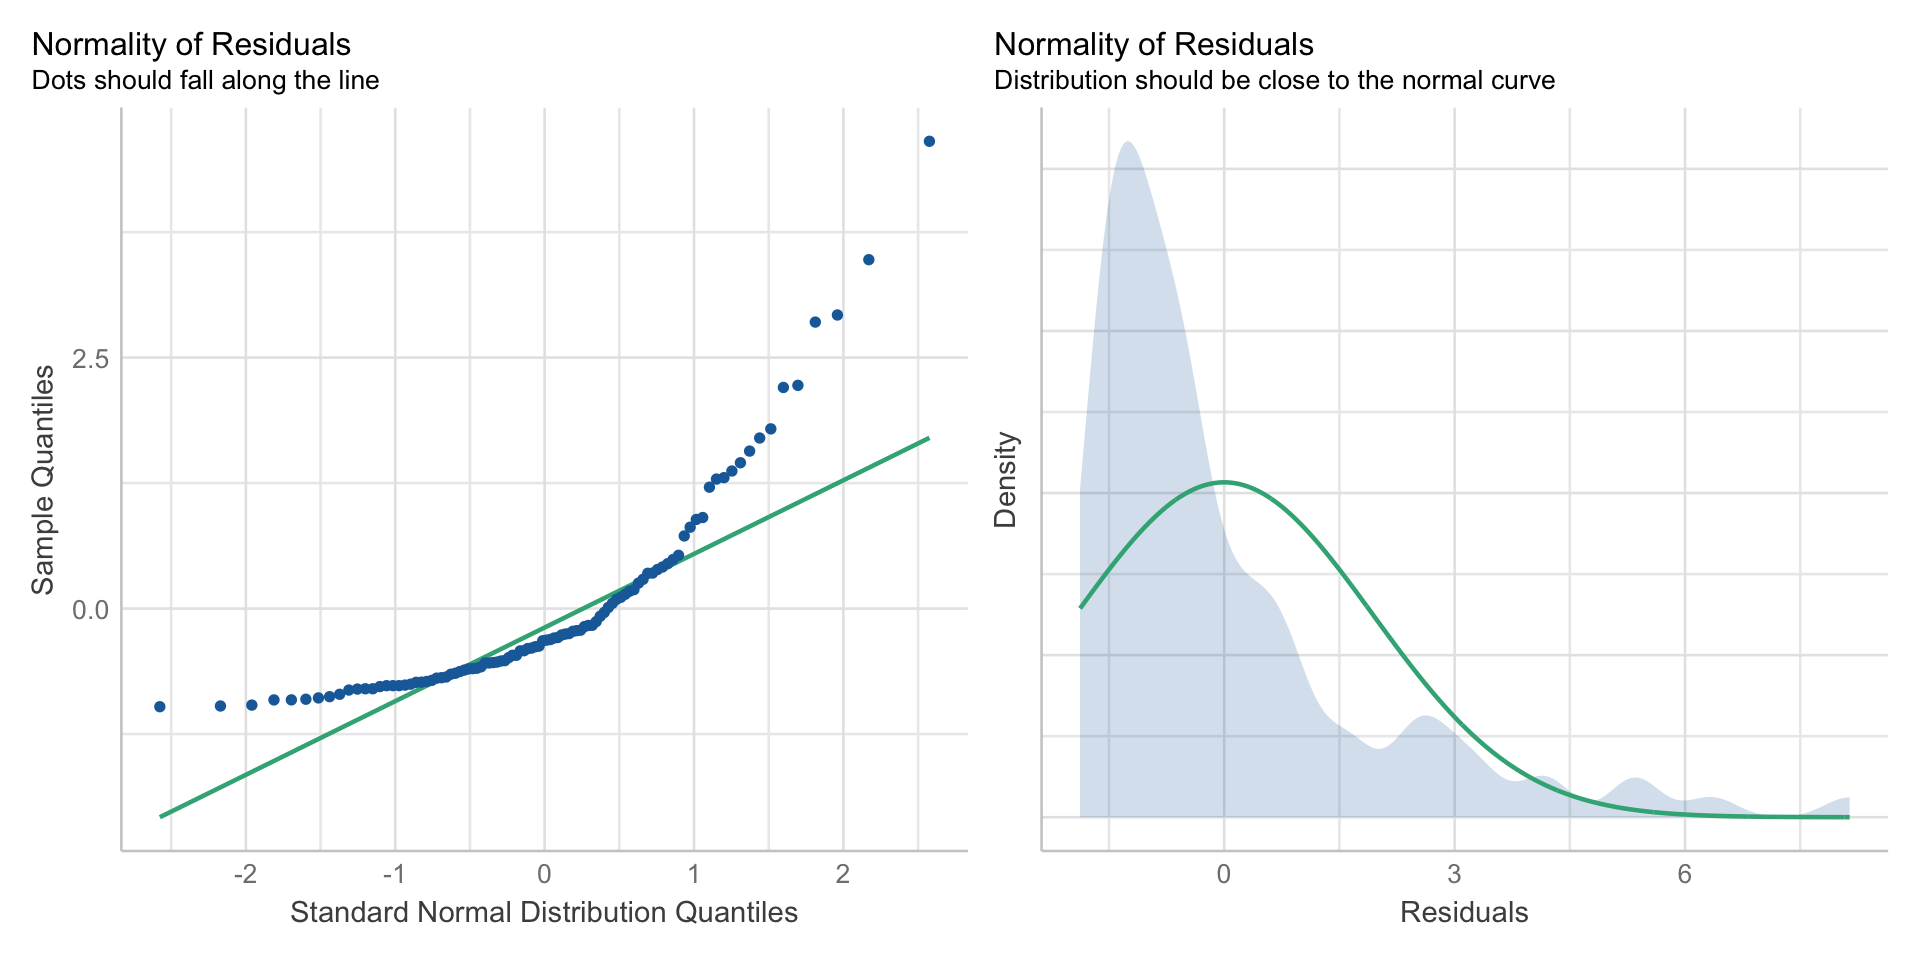 Normality of Residuals
Dots should fall along the line
Sample Quantiles
2.5
0.0
-2
-1
0
1
2
Standard Normal Distribution Quantiles
Normality of Residuals
Distribution should be close to the normal curve
Density
0
3
6
Residuals